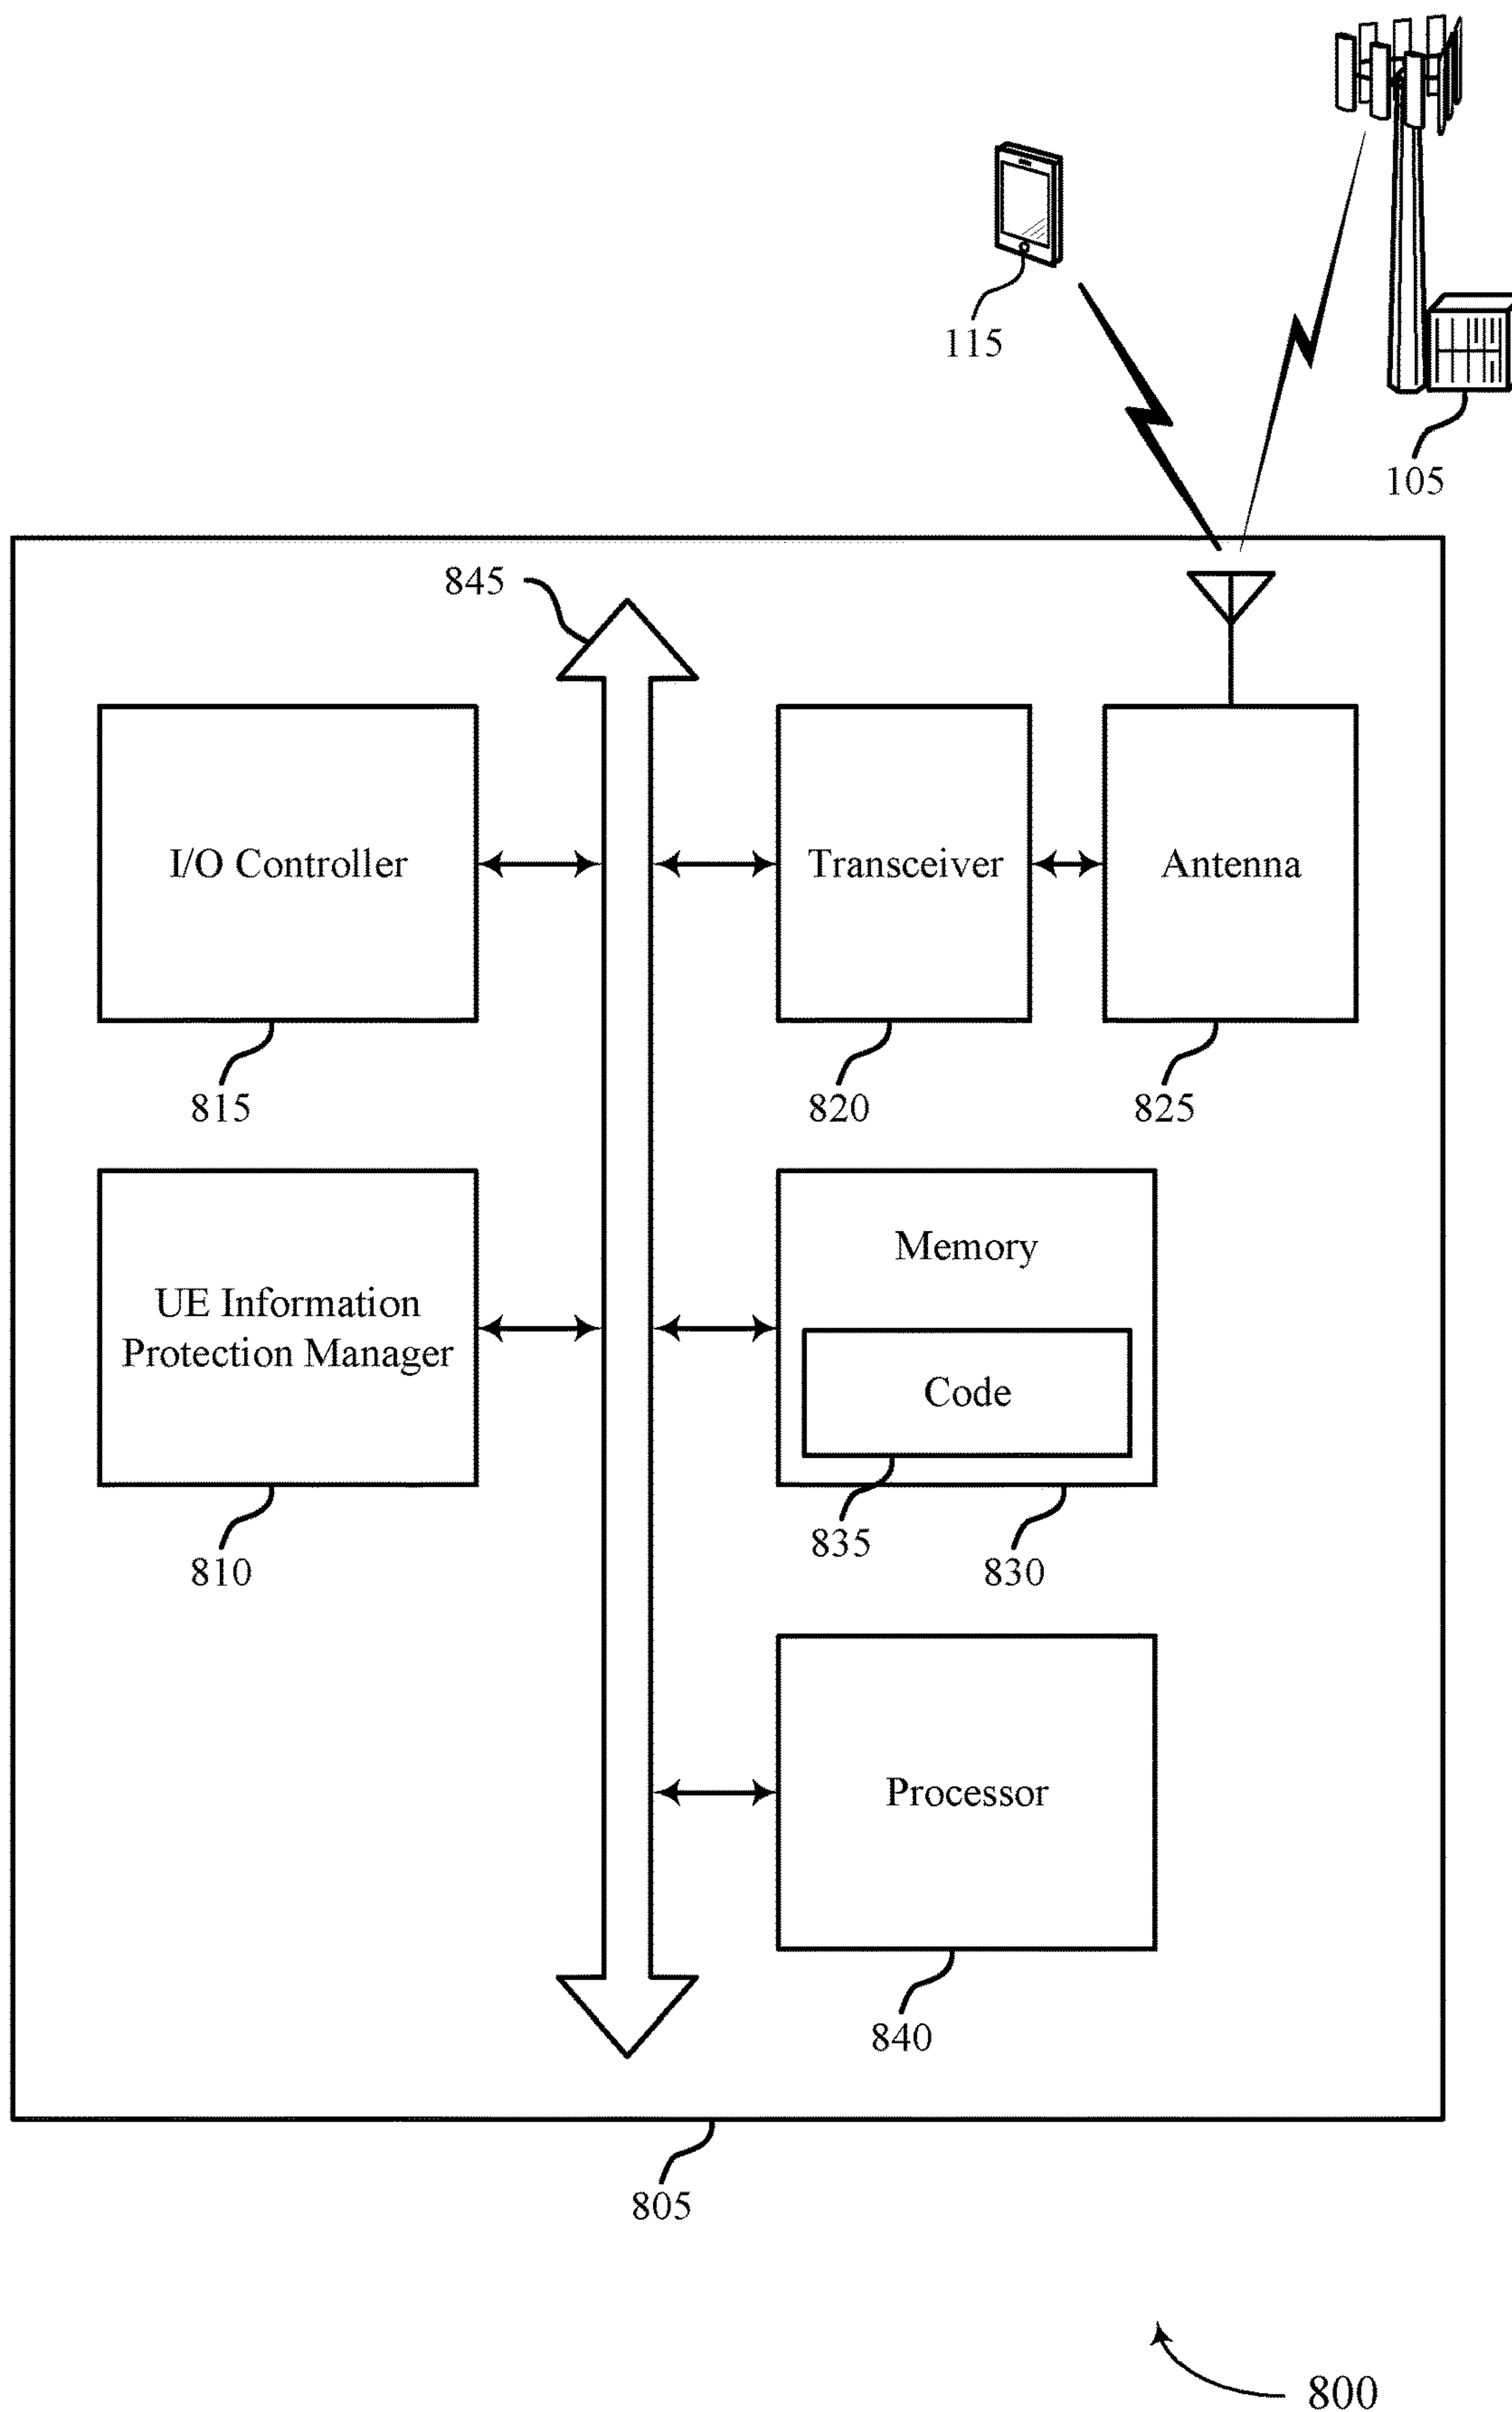 115
105
845
I/O Controller
Transceiver
Antenna
815
820
825
UE Information
Protection Manager
Memory
Code
810
835
830
Processor
840
805
800